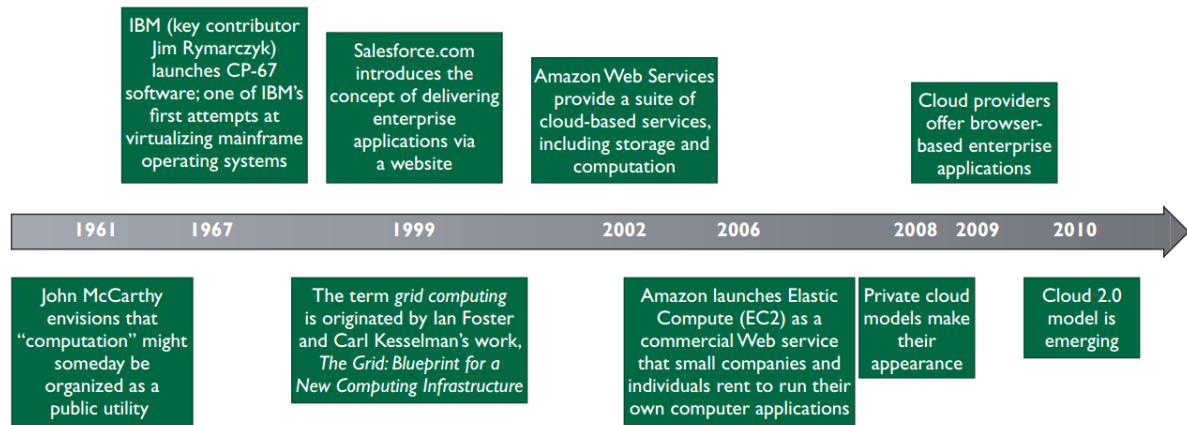 IBM (key contributor
Jim Rymarczyk)
launches CP-67
software; one of IBM's
first attempts at
virtualizing mainframe
operating systems
Salesforce.com
introduces the
concept of delivering
enterprise
applications via
a website
Amazon Web Services
provide a suite of
cloud-based services,
including storage and
computation
Cloud providers
offer browser-
based enterprise
applications
1961 1967 1999 2002 2006 2008 2009 2010
John McCarthy
envisions that
“computation” might
someday be
organized as a
public utility
The term grid computing
is originated by Ian Foster
and Carl Kesselman's work,
The Grid: Blueprint for a
New Computing Infrastructure
Amazon launches Elastic
Compute (EC2) as a
commercial Web service
that small companies and
individuals rent to run their
own computer applications
Private cloud
models make
their
appearance
Cloud 2.0
model is
emerging